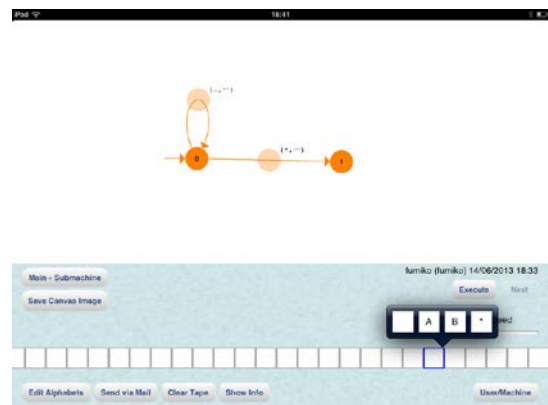 iPad
18:41
0
1
Main - Submachine
fumiko (fumiko) 14/06/2013 18:33
Execute
Next
Save Canvas Image
A B *
Edit Alphabets
Send via Mail
Clear Tape
Show Info
User/Machine